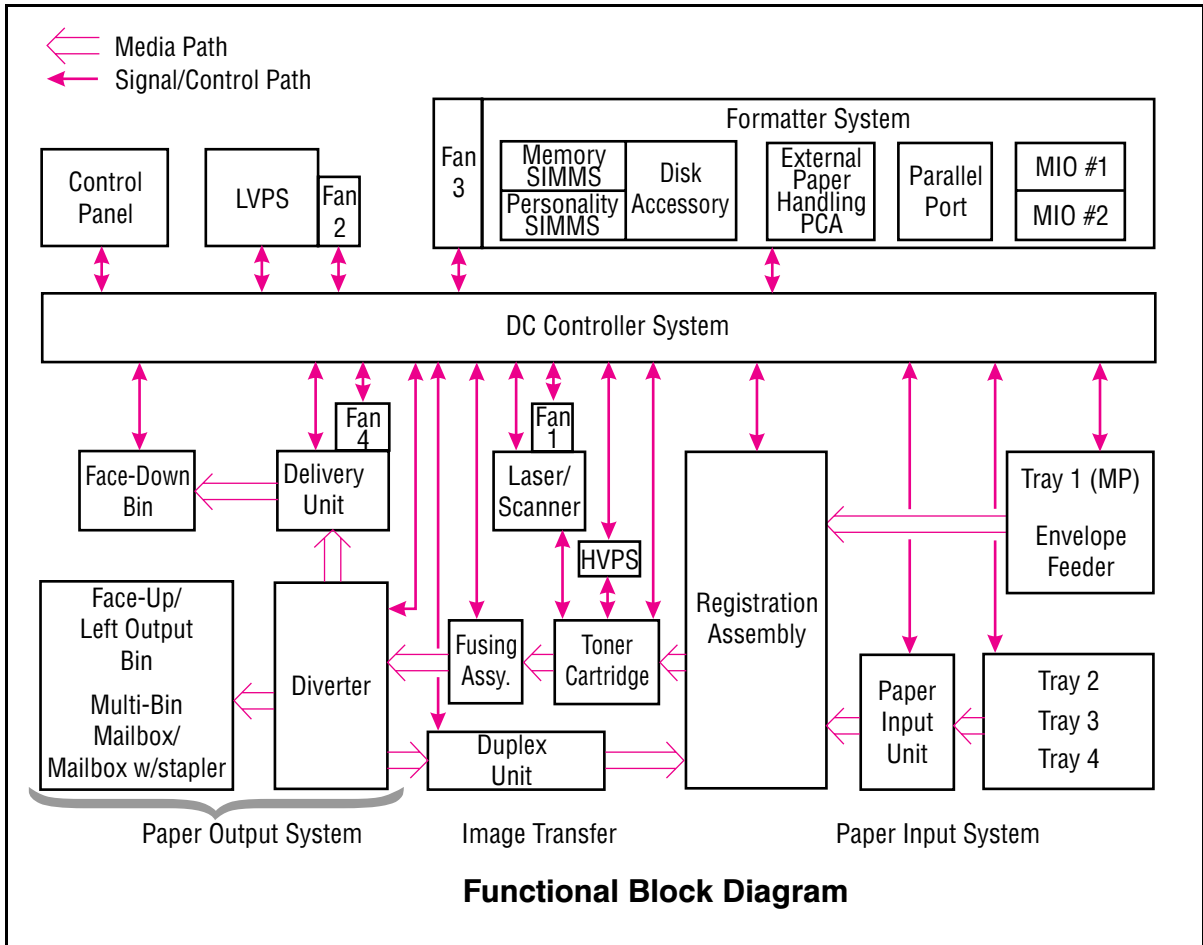 Media Path
Signal/Control Path
Formatter System
Fan
3
Memory
SIMMS
Personality
SIMMS
Disk
Accessory
External
Paper
Handling
PCA
Parallel
Port
MIO #1
MIO #2
Control
Panel
LVPS
Fan
2
DC Controller System
Fan
4
Fan
1
Face-Down
Bin
Delivery
Unit
Laser/
Scanner
HVPS
Tray 1 (MP)
Envelope
Feeder
Face-Up/
Left Output
Bin
Multi-Bin
Mailbox/
Mailbox w/stapler
Diverter
Fusing
Assy.
Toner
Cartridge
Registration
Assembly
Paper
Input
Unit
Tray 2
Tray 3
Tray 4
Duplex
Unit
Paper Output System
Image Transfer
Paper Input System
Functional Block Diagram